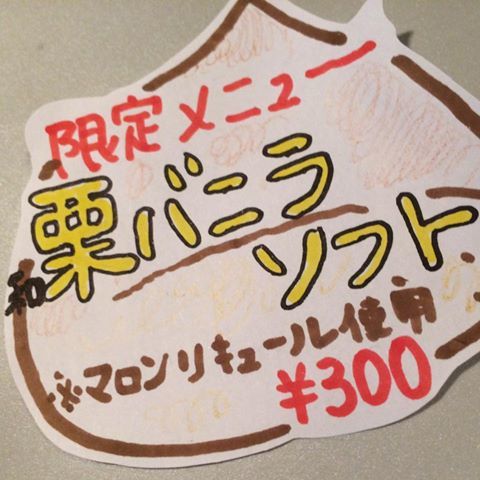 限定メニュー
和栗バニラ
ソフト
※マロンリキュール使用
¥300